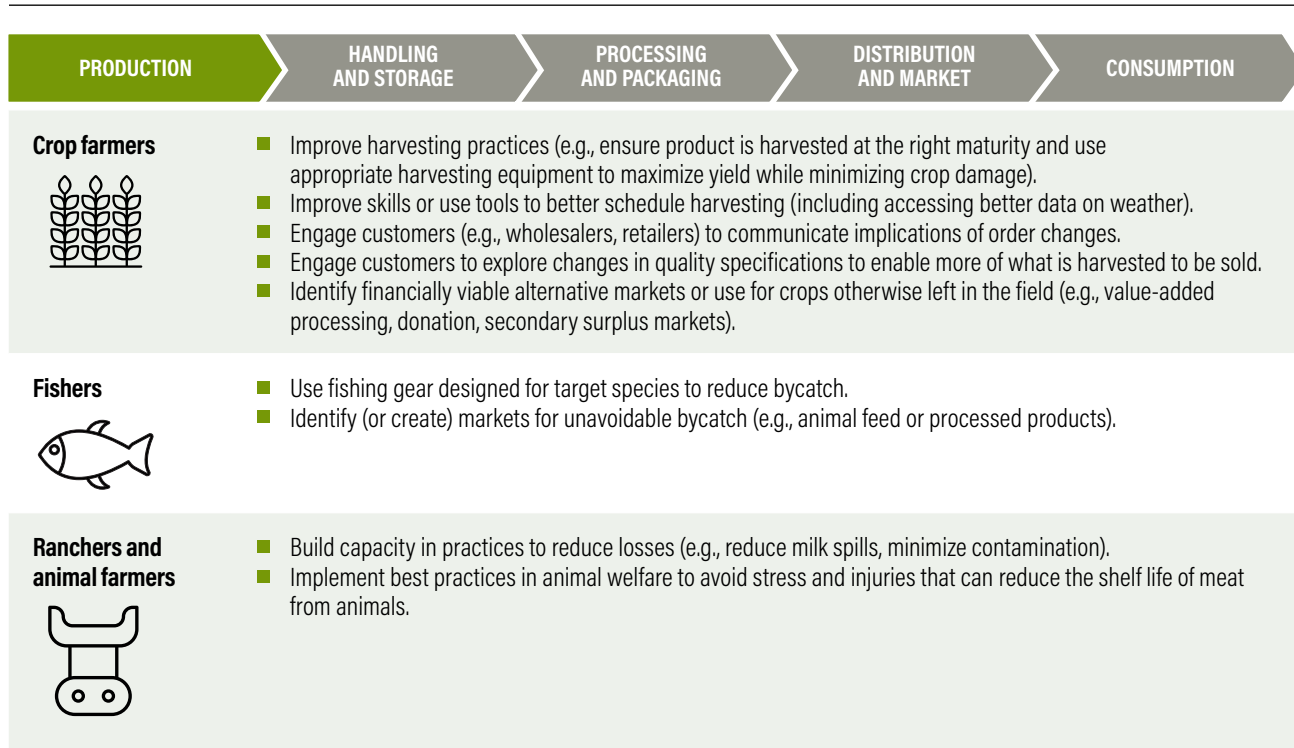 PRODUCTION
HANDLING
AND STORAGE
PROCESSING
AND PACKAGING
DISTRIBUTION
AND MARKET
CONSUMPTION
Crop farmers
■ Improve harvesting practices (e.g., ensure product is harvested at the right maturity and use
appropriate harvesting equipment to maximize yield while minimizing crop damage).
■ Improve skills or use tools to better schedule harvesting (including accessing better data on weather).
■ Engage customers (e.g., wholesalers, retailers) to communicate implications of order changes.
■ Engage customers to explore changes in quality specifications to enable more of what is harvested to be sold.
■ Identify financially viable alternative markets or use for crops otherwise left in the field (e.g., value-added
processing, donation, secondary surplus markets).
Fishers
■ Use fishing gear designed for target species to reduce bycatch.
■ Identify (or create) markets for unavoidable bycatch (e.g., animal feed or processed products).
Ranchers and
animal farmers
■ Build capacity in practices to reduce losses (e.g., reduce milk spills, minimize contamination).
■ Implement best practices in animal welfare to avoid stress and injuries that can reduce the shelf life of meat
from animals.